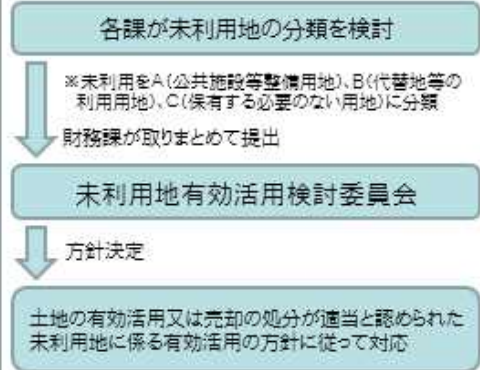 各課が未利用地の分類を検討
※未利用をA(公共施設等整備用地)、B(代替地等の
利用用地)、C(保有する必要のない用地)に分類
財務課が取りまとめて提出
未利用地有効活用検討委員会
方針決定
土地の有効活用又は売却の処分が適当と認められた
未利用地に係る有効活用の方針に従って対応